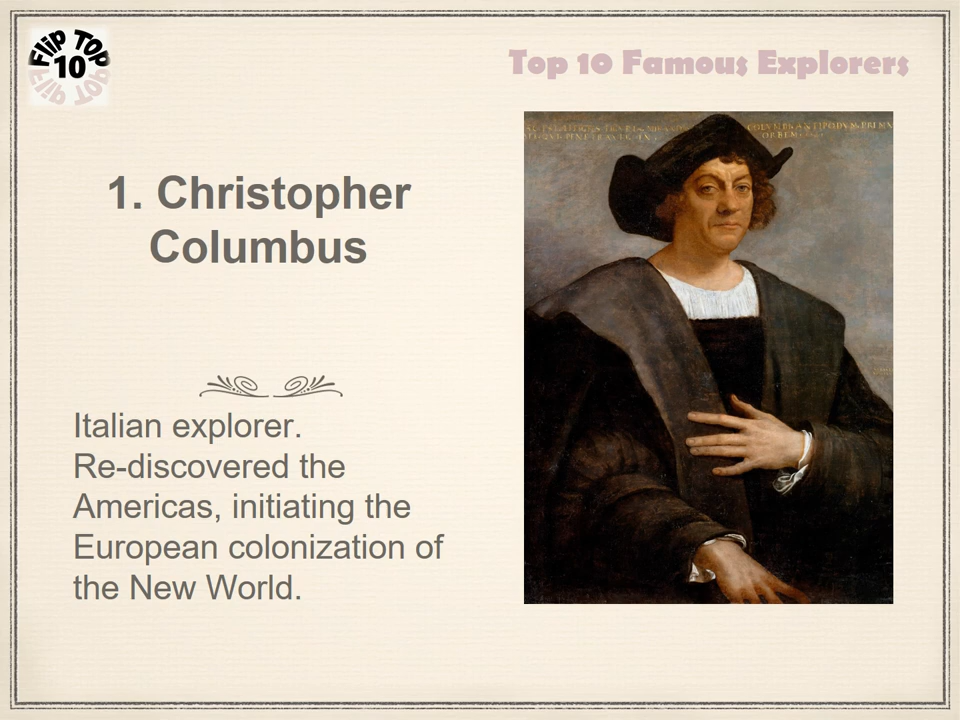 Flip Top
10
Flip Top
Top 10 Famous Explorers
1. Christopher
Columbus
Italian explorer.
Re-discovered the
Americas, initiating the
European colonization of
the New World.